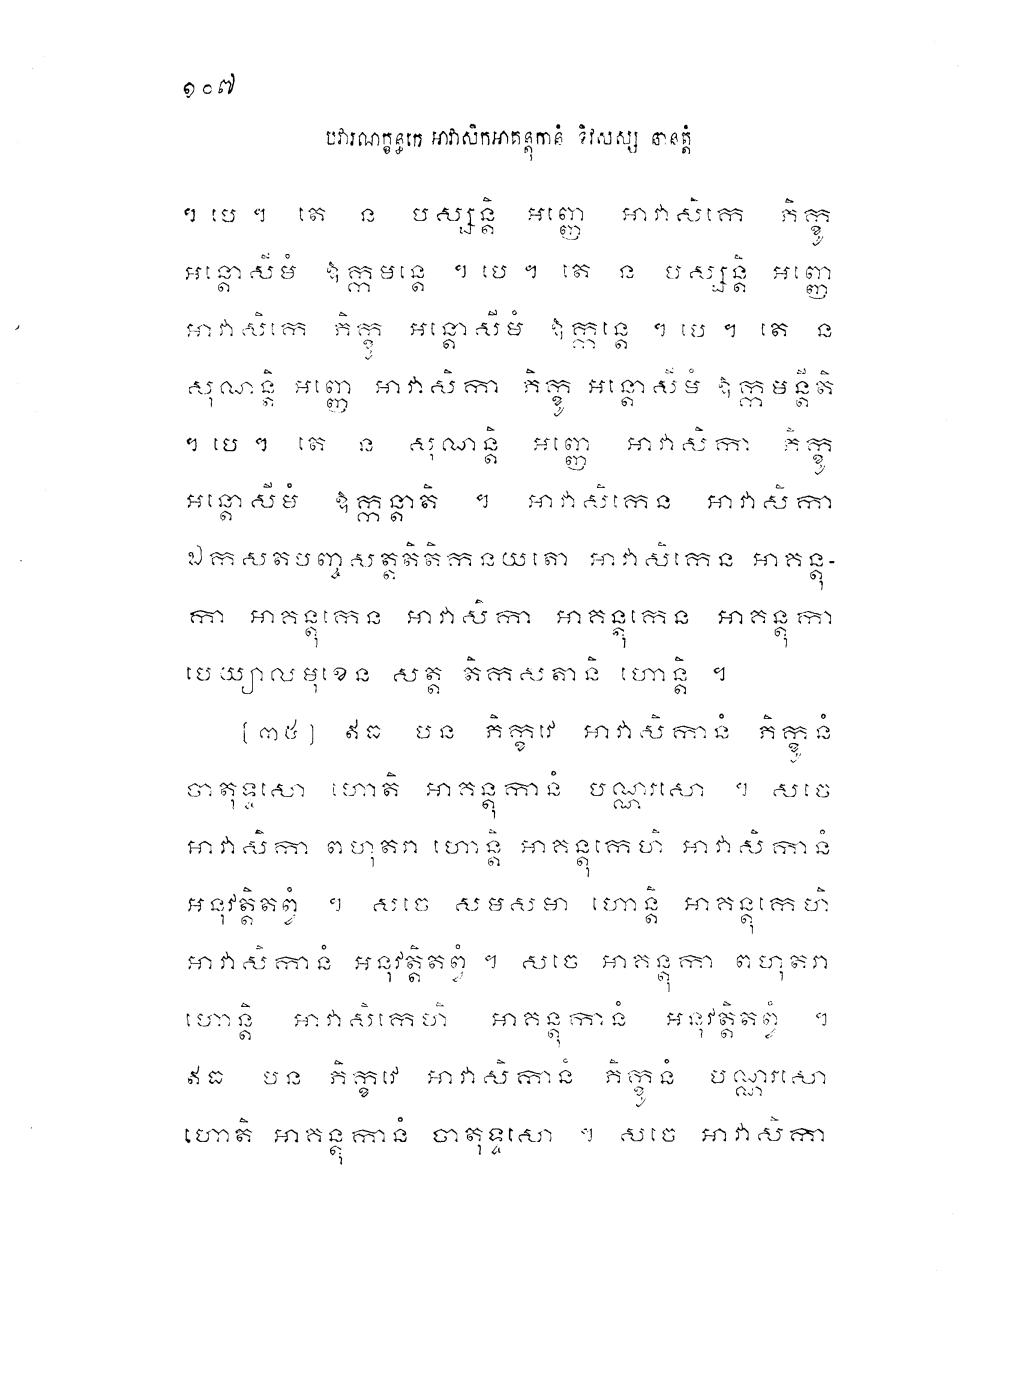 ១០៧
បវារណក្ខន្ធកេ អាវាសិកអាគន្តុកានំ ទិវសស្ស នានត្តំ
។ បេ ។ តេ ន បស្សន្តិ អញ្ញេ អាវាសិកេ ភិក្ខូ
អន្តោសីមំ ឱក្កមន្តេ ។ បេ ។ តេ ន បស្សន្តិ អញ្ញេ
អាវាសិកេ ភិក្ខូ អន្តោសីមំ ឱក្កន្តេ ។ បេ ។ តេ ន
សុណន្តិ អញ្ញេ អាវាសិកា ភិក្ខូ អន្តោសីមំ ឱក្កមន្តីតិ
។ បេ ។ តេ ន សុណន្តិ អញ្ញេ អាវាសិកា ភិក្ខូ
អន្តោសីមំ ឱក្កន្តាតិ ។ អាវាសិកេន អាវាសិកា
ឯកសតបញ្ចសត្តតិតិកនយតោ អាវាសិកេន អាគន្តុ-
កា អាគន្តុកេន អាវាសិកា អាគន្តុកេន អាគន្តុកា
បេយ្យាលមុខេន សត្ត តិកសតានិ ហោន្តិ ។
[៣៥] ឥធ បន ភិក្ខវេ អាវាសិកានំ ភិក្ខូនំ
ចាតុទ្ទសោ ហោតិ អាគន្តុកានំ បណ្ណរសោ ។ សចេ
អាវាសិកា ពហុតរា ហោន្តិ អាគន្តុកេហិ អាវាសិកានំ
អនុវត្តិតព្វំ ។ សចេ សមសមា ហោន្តិ អាគន្តុកេហិ
អាវាសិកានំ អនុវត្តិតព្វំ ។ សចេ អាគន្តុកា ពហុតរា
ហោន្តិ អាវាសិកេហិ អាគន្តុកានំ អនុវត្តិតព្វំ ។
ឥធ បន ភិក្ខវេ អាវាសិកានំ ភិក្ខូនំ បណ្ណរសោ
ហោតិ អាគន្តុកានំ ចាតុទ្ទសោ ។ សចេ អាវាសិកា